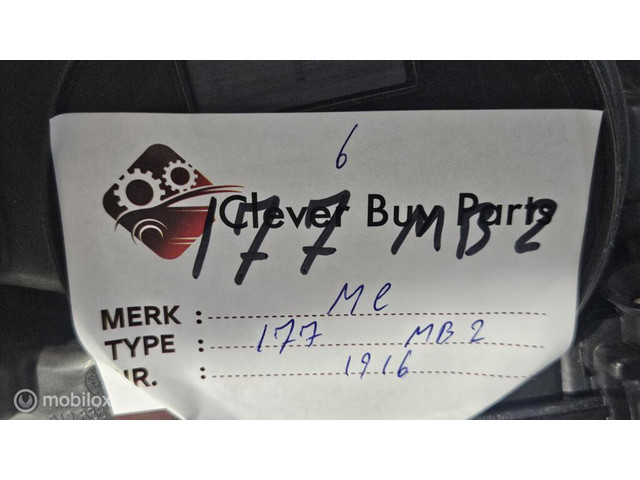 6
Clever Buy Parts
177 MB2
MERK : MC
TYPE : 177 MB2
NR. : 1916
mobilox